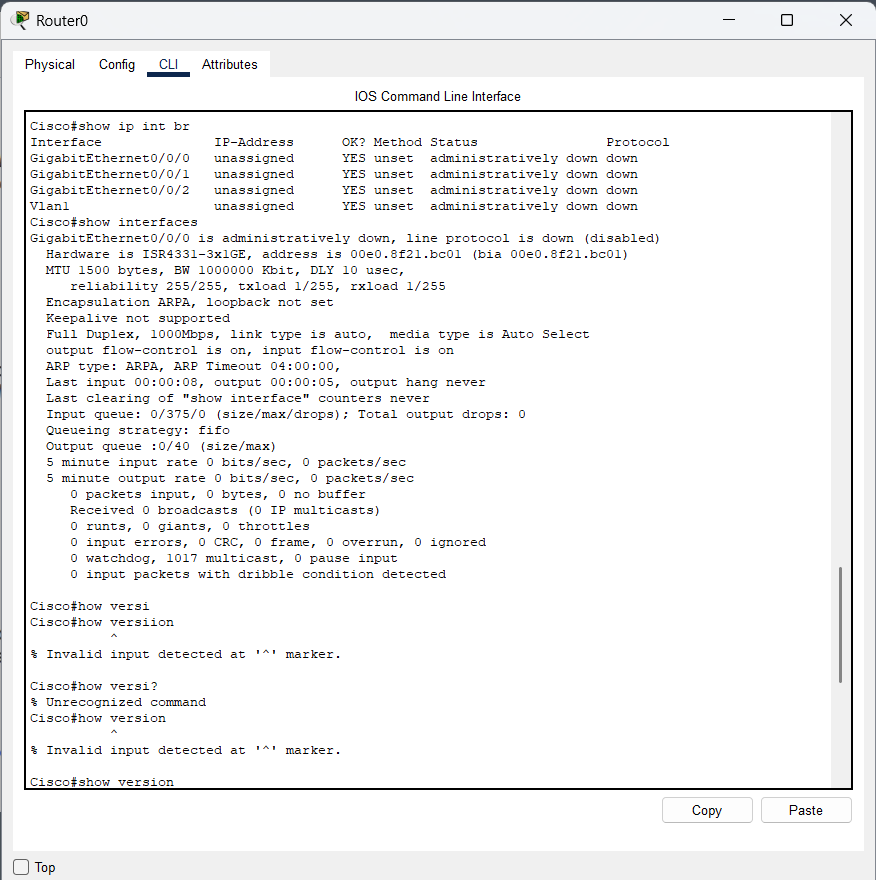 Router0
Physical Config CLI Attributes
IOS Command Line Interface
Cisco#show ip int br
Interface              IP-Address      OK? Method Status                Protocol
GigabitEthernet0/0/0   unassigned      YES unset  administratively down down
GigabitEthernet0/0/1   unassigned      YES unset  administratively down down
GigabitEthernet0/0/2   unassigned      YES unset  administratively down down
Vlan1                  unassigned      YES unset  administratively down down
Cisco#show interfaces
GigabitEthernet0/0/0 is administratively down, line protocol is down (disabled)
  Hardware is ISR4331-3x1GE, address is 00e0.8f21.bc01 (bia 00e0.8f21.bc01)
  MTU 1500 bytes, BW 1000000 Kbit, DLY 10 usec,
     reliability 255/255, txload 1/255, rxload 1/255
  Encapsulation ARPA, loopback not set
  Keepalive not supported
  Full Duplex, 1000Mbps, link type is auto,  media type is Auto Select
  output flow-control is on, input flow-control is on
  ARP type: ARPA, ARP Timeout 04:00:00,
  Last input 00:00:08, output 00:00:05, output hang never
  Last clearing of "show interface" counters never
  Input queue: 0/375/0 (size/max/drops); Total output drops: 0
  Queueing strategy: fifo
  Output queue :0/40 (size/max)
  5 minute input rate 0 bits/sec, 0 packets/sec
  5 minute output rate 0 bits/sec, 0 packets/sec
     0 packets input, 0 bytes, 0 no buffer
     Received 0 broadcasts (0 IP multicasts)
     0 runts, 0 giants, 0 throttles
     0 input errors, 0 CRC, 0 frame, 0 overrun, 0 ignored
     0 watchdog, 1017 multicast, 0 pause input
     0 input packets with dribble condition detected
Cisco#how versi
Cisco#how versiion
          ^
% Invalid input detected at '^' marker.
Cisco#how versi?
% Unrecognized command
Cisco#how version
          ^
% Invalid input detected at '^' marker.
Cisco#show version
Copy Paste
Top